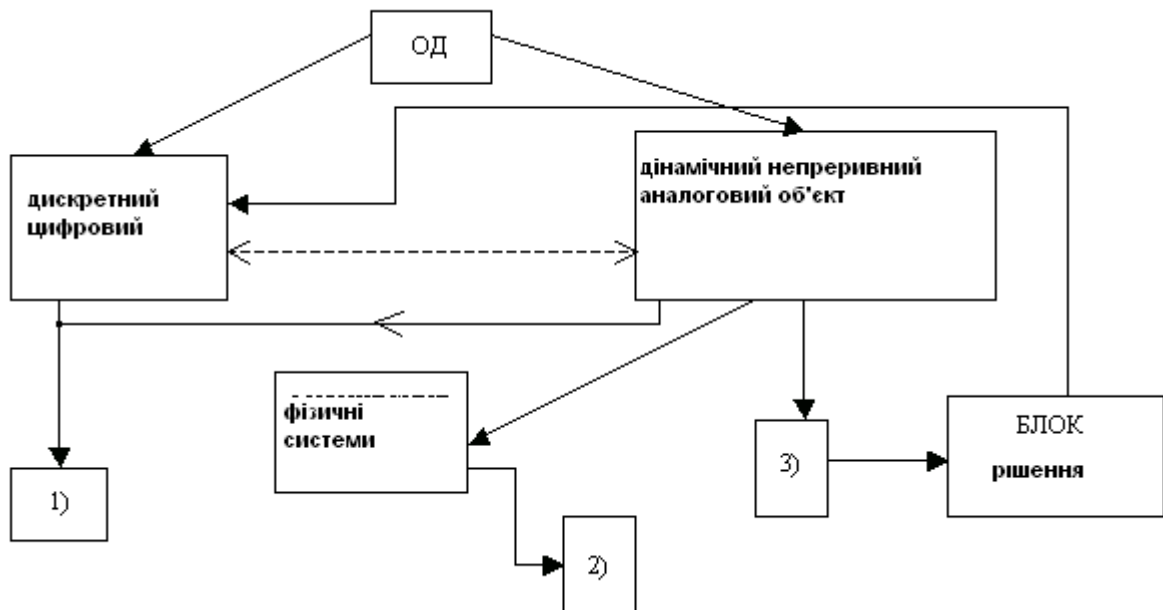 ОД
дискретний
цифровий
дінамічний непреривний
аналоговий об'єкт
фізичні
системи
БЛОК
рішення
1)
2)
3)